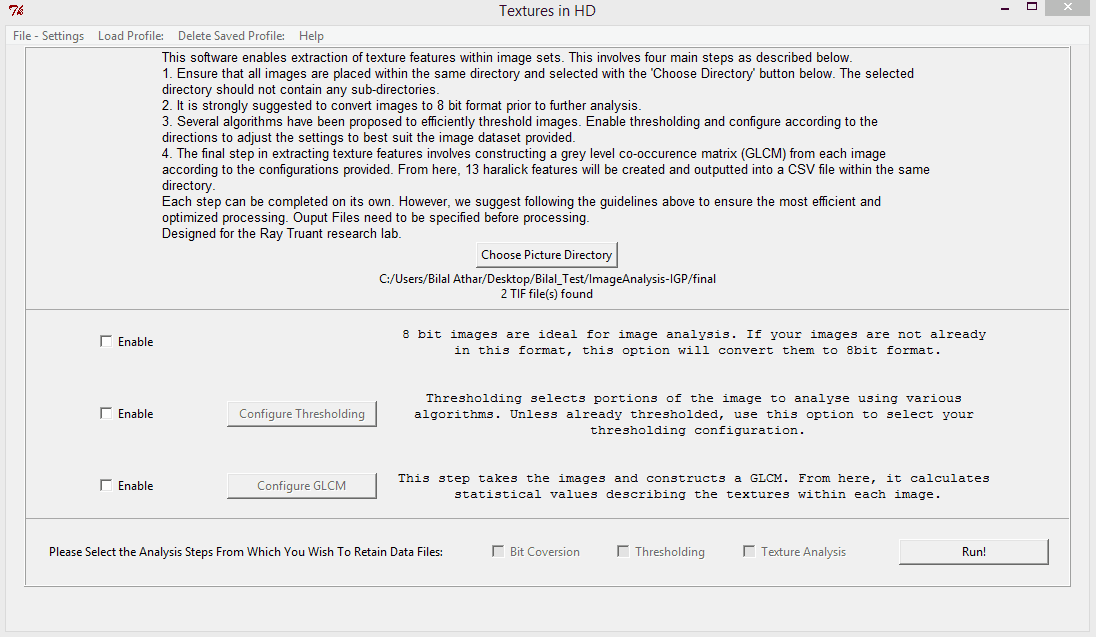 Textures in HD
File - Settings Load Profile: Delete Saved Profile: Help
This software enables extraction of texture features within image sets. This involves four main steps as described below.
1. Ensure that all images are placed within the same directory and selected with the 'Choose Directory' button below. The selected
directory should not contain any sub-directories.
2. It is strongly suggested to convert images to 8 bit format prior to further analysis.
3. Several algorithms have been proposed to efficiently threshold images. Enable thresholding and configure according to the
directions to adjust the settings to best suit the image dataset provided.
4. The final step in extracting texture features involves constructing a grey level co-occurence matrix (GLCM) from each image
according to the configurations provided. From here, 13 haralick features will be created and outputted into a CSV file within the same
directory.
Each step can be completed on its own. However, we suggest following the guidelines above to ensure the most efficient and
optimized processing. Ouput Files need to be specified before processing.
Designed for the Ray Truant research lab.
Choose Picture Directory
C:/Users/Bilal Athar/Desktop/Bilal_Test/ImageAnalysis-IGP/final
2 TIF file(s) found
Enable
8 bit images are ideal for image analysis. If your images are not already
in this format, this option will convert them to 8bit format.
Enable
Configure Thresholding
Thresholding selects portions of the image to analyse using various
algorithms. Unless already thresholded, use this option to select your
thresholding configuration.
Enable
Configure GLCM
This step takes the images and constructs a GLCM. From here, it calculates
statistical values describing the textures within each image.
Please Select the Analysis Steps From Which You Wish To Retain Data Files: Bit Coversion Thresholding Texture Analysis Run!